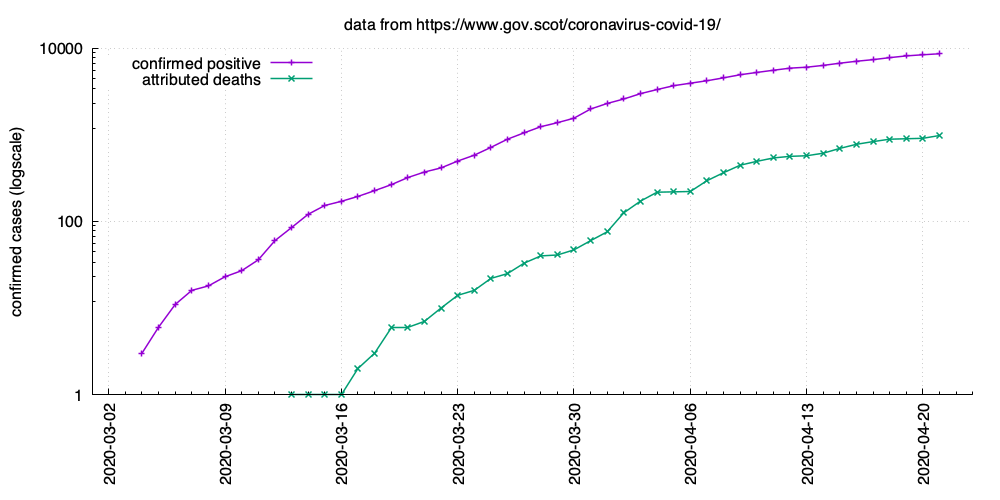 data from https://www.gov.scot/coronavirus-covid-19/
10000
confirmed positive
attributed deaths
confirmed cases (logscale)
100
1
2020-03-02
2020-03-09
2020-03-16
2020-03-23
2020-03-30
2020-04-06
2020-04-13
2020-04-20